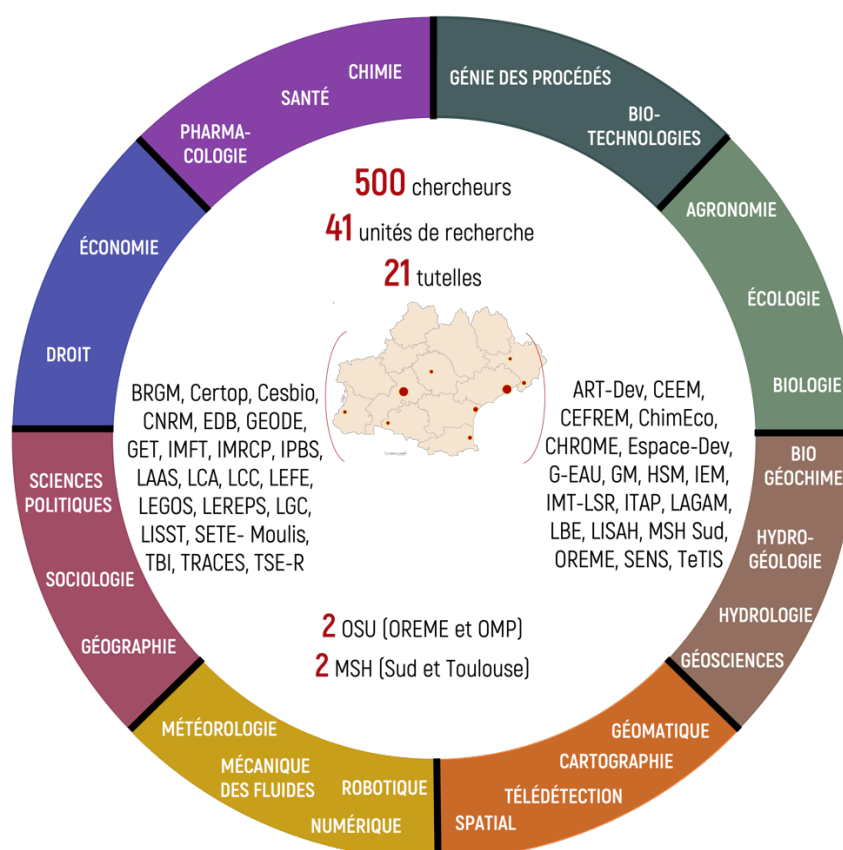 CHIMIE
SANTÉ
PHARMA-
COLOGIE
GÉNIE DES PROCÉDÉS
BIO-
TECHNOLOGIES
AGRONOMIE
ÉCOLOGIE
BIOLOGIE
ÉCONOMIE
DROIT
500 chercheurs
41 unités de recherche
21 tutelles
BRGM, Certop, Cesbio,
CNRM, EDB, GEODE,
GET, IMFT, IMRCP, IPBS,
LAAS, LCA, LCC, LEFE,
LEGOS, LEREPS, LGC,
LISST, SETE- Moulis,
TBI, TRACES, TSE-R
ART-Dev, CEEM,
CEFREM, ChimEco,
CHROME, Espace-Dev,
G-EAU, GM, HSM, IEM,
IMT-LSR, ITAP, LAGAM,
LBE, LISAH, MSH Sud,
OREME, SENS, TeTIS
2 OSU (OREME et OMP)
2 MSH (Sud et Toulouse)
BIO
GÉOCHIME
HYDRO-
GÉOLOGIE
HYDROLOGIE
GÉOSCIENCES
SCIENCES
POLITIQUES
SOCIOLOGIE
GÉOGRAPHIE
MÉTÉOROLOGIE
MÉCANIQUE
DES FLUIDES
ROBOTIQUE
NUMÉRIQUE
GÉOMATIQUE
CARTOGRAPHIE
TÉLÉDÉTECTION
SPATIAL